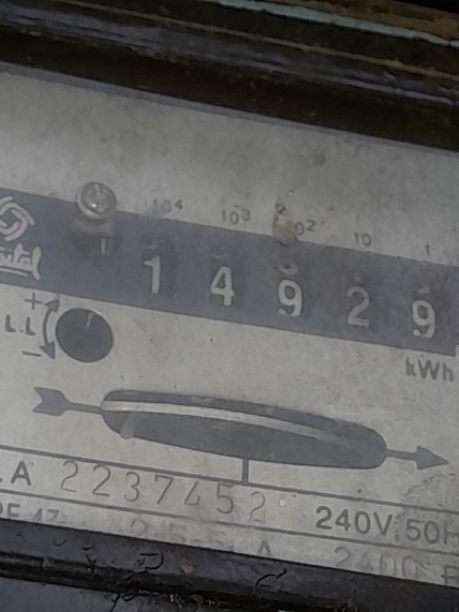 10⁴ 10³ 10² 10 1
1 4 9 2 9
+
L.L
−
kWh
2237452
240V, 50H